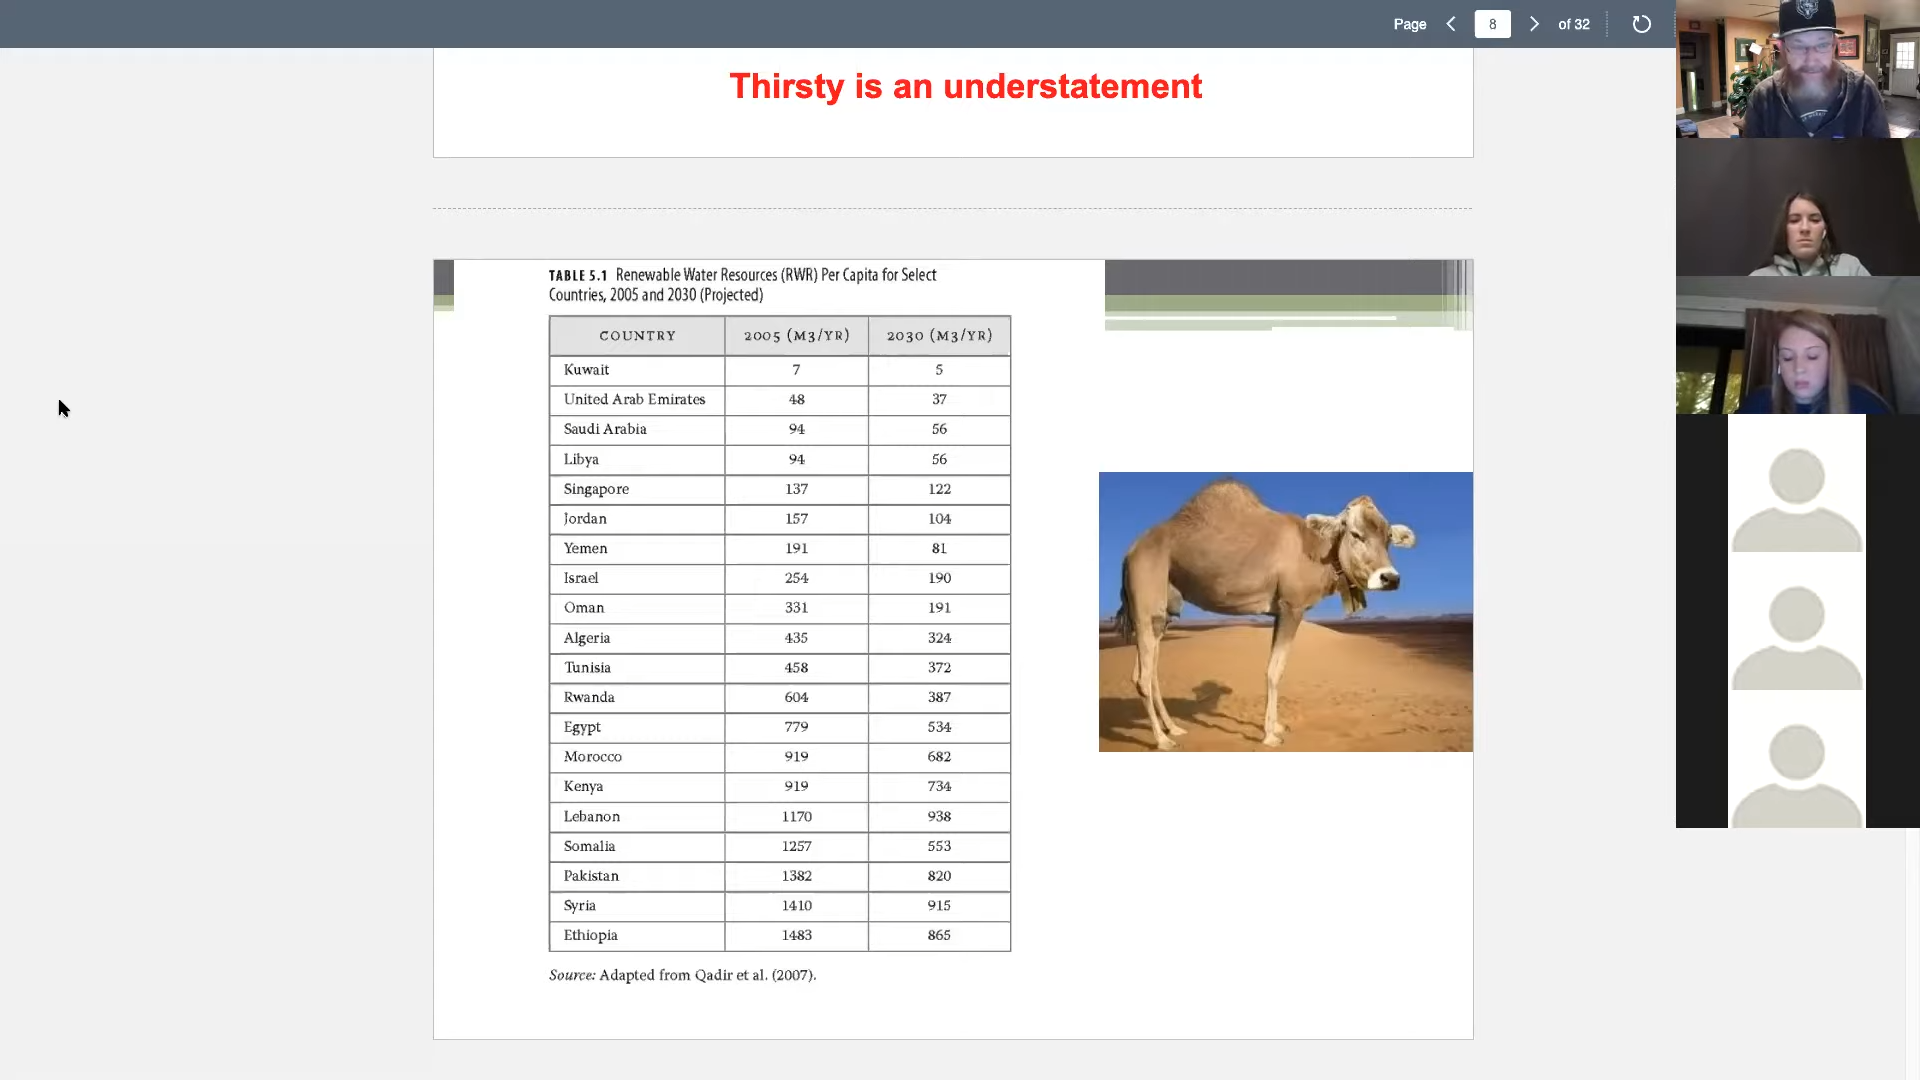 Page 8 of 32
Thirsty is an understatement
TABLE 5.1 Renewable Water Resources (RWR) Per Capita for Select
Countries, 2005 and 2030 (Projected)
COUNTRY 2005 (M3/YR) 2030 (M3/YR)
Kuwait 7 5
United Arab Emirates 48 37
Saudi Arabia 94 56
Libya 94 56
Singapore 137 122
Jordan 157 104
Yemen 191 81
Israel 254 190
Oman 331 191
Algeria 435 324
Tunisia 458 372
Rwanda 604 387
Egypt 779 534
Morocco 919 682
Kenya 919 734
Lebanon 1170 938
Somalia 1257 553
Pakistan 1382 820
Syria 1410 915
Ethiopia 1483 865
Source: Adapted from Qadir et al. (2007).